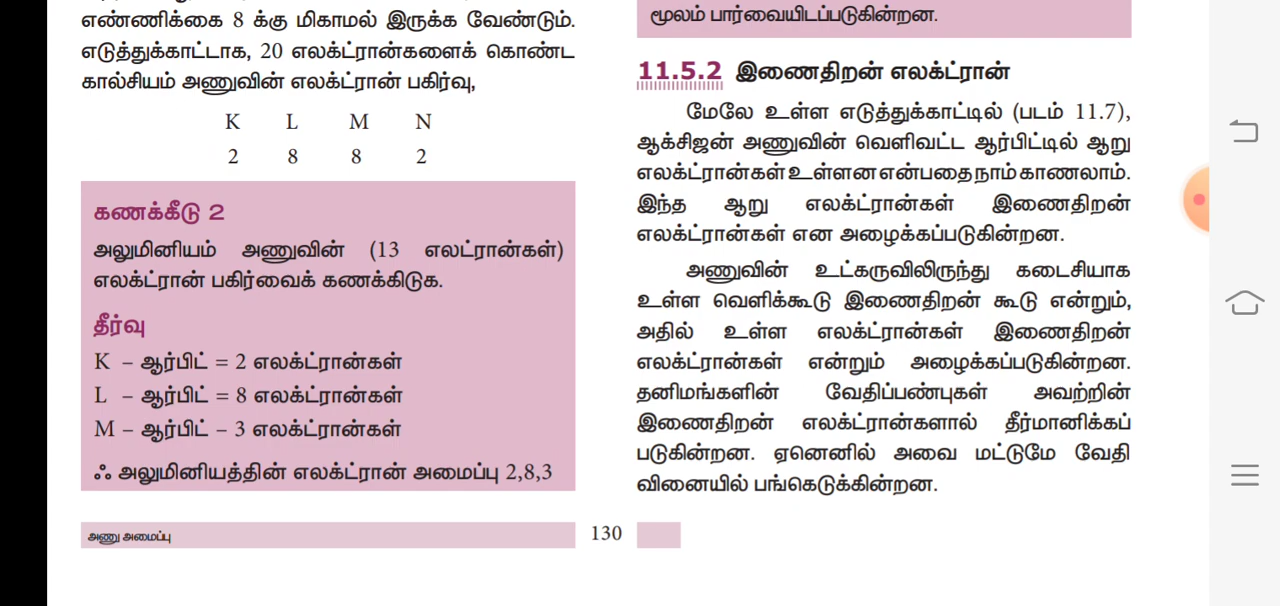 எண்ணிக்கை 8 க்கு மிகாமல் இருக்க வேண்டும்.
எடுத்துக்காட்டாக, 20 எலக்ட்ரான்களைக் கொண்ட
கால்சியம் அணுவின் எலக்ட்ரான் பகிர்வு,
K L M N
2 8 8 2
கணக்கீடு 2
அலுமினியம் அணுவின் (13 எலட்ரான்கள்)
எலக்ட்ரான் பகிர்வைக் கணக்கிடுக.
தீர்வு
K – ஆர்பிட் = 2 எலக்ட்ரான்கள்
L – ஆர்பிட் = 8 எலக்ட்ரான்கள்
M – ஆர்பிட் – 3 எலக்ட்ரான்கள்
ஃ அலுமினியத்தின் எலக்ட்ரான் அமைப்பு 2,8,3
மூலம் பார்வையிடப்படுகின்றன.
11.5.2 இணைதிறன் எலக்ட்ரான்
மேலே உள்ள எடுத்துக்காட்டில் (படம் 11.7),
ஆக்சிஜன் அணுவின் வெளிவட்ட ஆர்பிட்டில் ஆறு
எலக்ட்ரான்கள் உள்ளன என்பதை நாம் காணலாம்.
இந்த ஆறு எலக்ட்ரான்கள் இணைதிறன்
எலக்ட்ரான்கள் என அழைக்கப்படுகின்றன.
அணுவின் உட்கருவிலிருந்து கடைசியாக
உள்ள வெளிக்கூடு இணைதிறன் கூடு என்றும்,
அதில் உள்ள எலக்ட்ரான்கள் இணைதிறன்
எலக்ட்ரான்கள் என்றும் அழைக்கப்படுகின்றன.
தனிமங்களின் வேதிப்பண்புகள் அவற்றின்
இணைதிறன் எலக்ட்ரான்களால் தீர்மானிக்கப்
படுகின்றன. ஏனெனில் அவை மட்டுமே வேதி
வினையில் பங்கெடுக்கின்றன.
அணு அமைப்பு
130